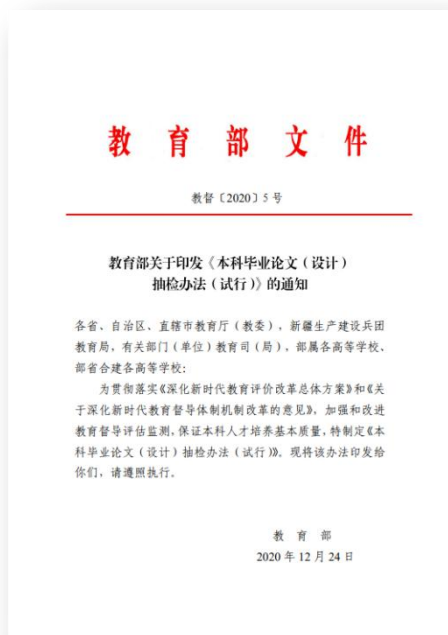 教育部文件
教督〔2020〕5号
教育部关于印发《本科毕业论文（设计）
抽检办法（试行）》的通知
各省、自治区、直辖市教育厅（教委），新疆生产建设兵团
教育局，有关部门（单位）教育司（局），部属各高等学校、
部省合建各高等学校：
为贯彻落实《深化新时代教育评价改革总体方案》和《关
于深化新时代教育督导体制机制改革的意见》，加强和改进
教育督导评估监测，保证本科人才培养基本质量，特制定《本
科毕业论文（设计）抽检办法（试行）》。现将该办法印发给
你们，请遵照执行。
教育部
2020年12月24日